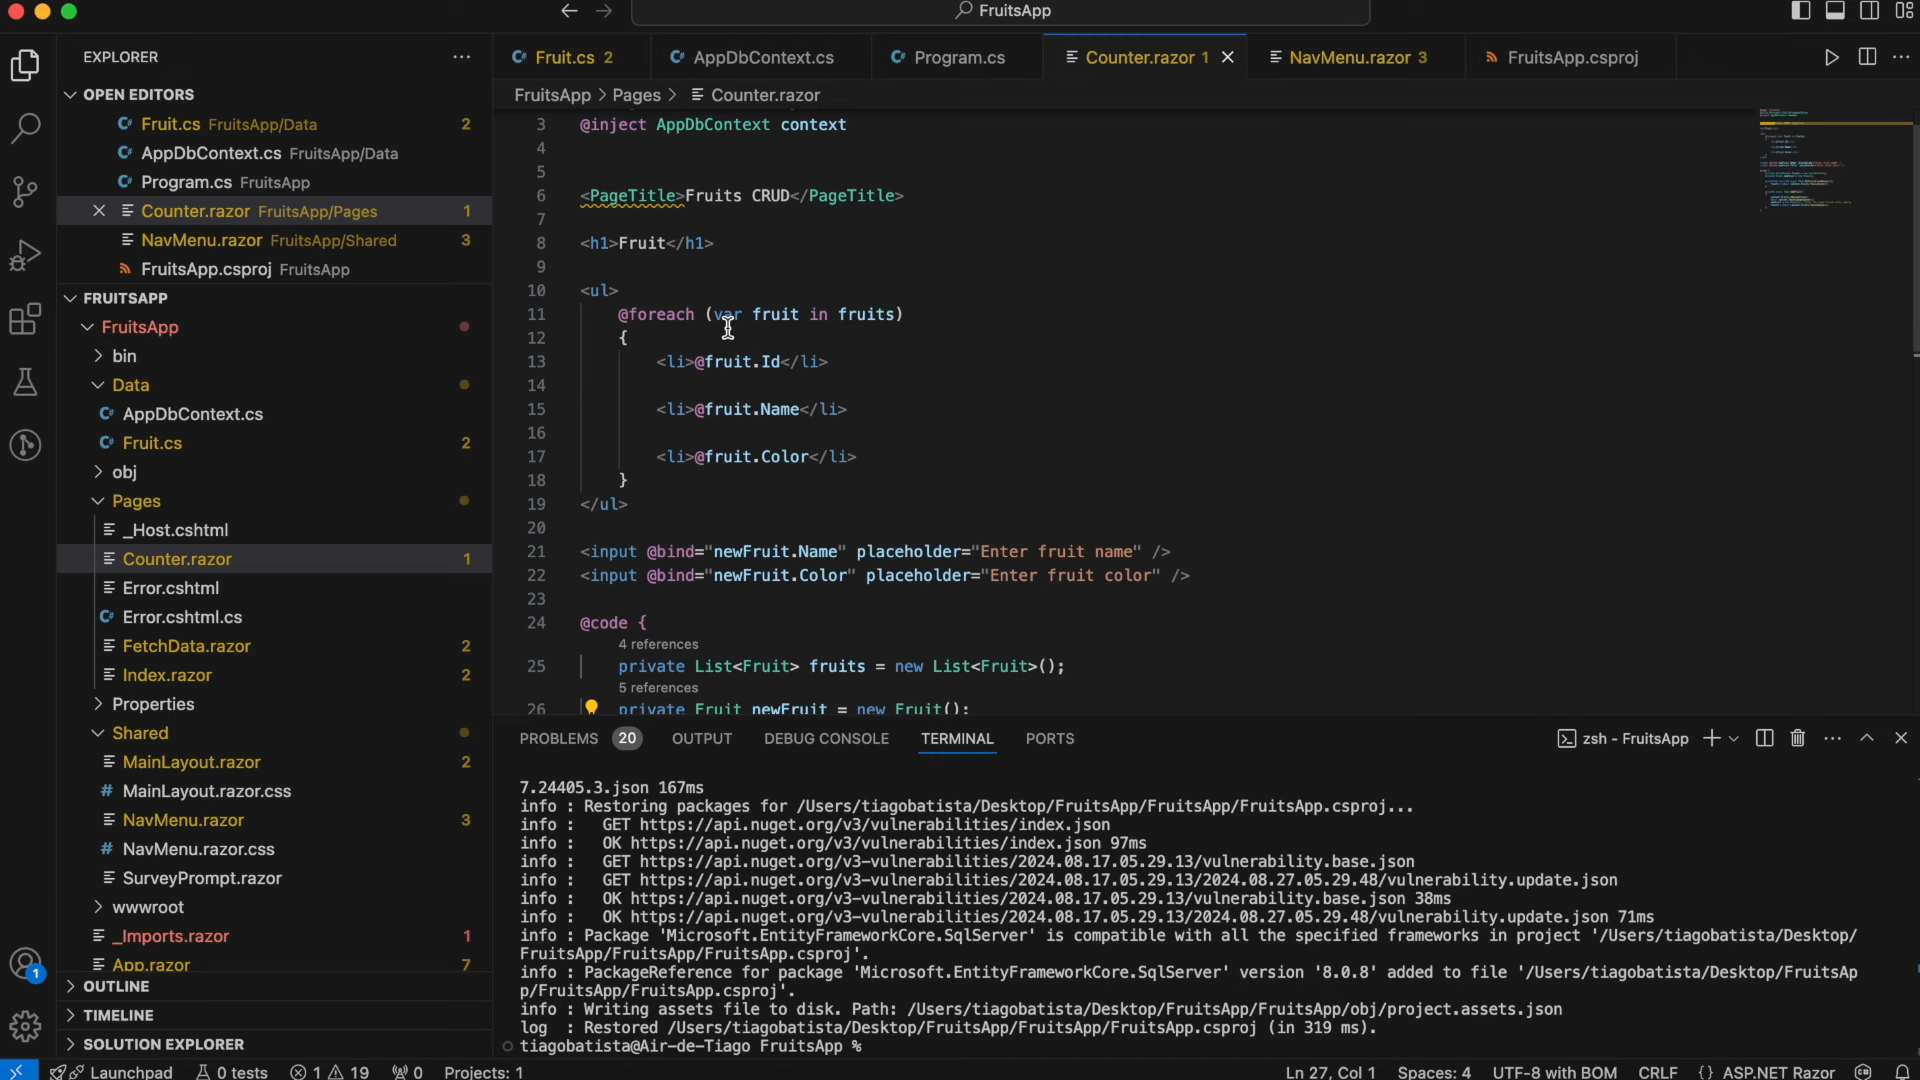 FruitsApp
EXPLORER
OPEN EDITORS
Fruit.cs FruitsApp/Data 2
AppDbContext.cs FruitsApp/Data
Program.cs FruitsApp
Counter.razor FruitsApp/Pages 1
NavMenu.razor FruitsApp/Shared 3
FruitsApp.csproj FruitsApp
FRUITSAPP
FruitsApp
bin
Data
AppDbContext.cs
Fruit.cs 2
obj
Pages
_Host.cshtml
Counter.razor 1
Error.cshtml
Error.cshtml.cs
FetchData.razor 2
Index.razor 2
Properties
Shared
MainLayout.razor 2
MainLayout.razor.css
NavMenu.razor 3
NavMenu.razor.css
SurveyPrompt.razor
wwwroot
_Imports.razor 1
App.razor 7
OUTLINE
TIMELINE
SOLUTION EXPLORER
1
Fruit.cs 2 AppDbContext.cs Program.cs Counter.razor 1 NavMenu.razor 3 FruitsApp.csproj
FruitsApp > Pages > Counter.razor
3 @inject AppDbContext context
4
5
6 <PageTitle>Fruits CRUD</PageTitle>
7
8 <h1>Fruit</h1>
9
10 <ul>
11 @foreach (var fruit in fruits)
12 {
13 <li>@fruit.Id</li>
14
15 <li>@fruit.Name</li>
16
17 <li>@fruit.Color</li>
18 }
19 </ul>
20
21 <input @bind="newFruit.Name" placeholder="Enter fruit name" />
22 <input @bind="newFruit.Color" placeholder="Enter fruit color" />
23
24 @code {
4 references
25 private List<Fruit> fruits = new List<Fruit>();
5 references
26 private Fruit newFruit = new Fruit();
PROBLEMS 20 OUTPUT DEBUG CONSOLE TERMINAL PORTS zsh - FruitsApp
7.24405.3.json 167ms
info : Restoring packages for /Users/tiagobatista/Desktop/FruitsApp/FruitsApp/FruitsApp.csproj...
info :   GET https://api.nuget.org/v3/vulnerabilities/index.json
info :   OK https://api.nuget.org/v3/vulnerabilities/index.json 97ms
info :   GET https://api.nuget.org/v3-vulnerabilities/2024.08.17.05.29.13/vulnerability.base.json
info :   GET https://api.nuget.org/v3-vulnerabilities/2024.08.17.05.29.13/2024.08.27.05.29.48/vulnerability.update.json
info :   OK https://api.nuget.org/v3-vulnerabilities/2024.08.17.05.29.13/vulnerability.base.json 38ms
info :   OK https://api.nuget.org/v3-vulnerabilities/2024.08.17.05.29.13/2024.08.27.05.29.48/vulnerability.update.json 71ms
info : Package 'Microsoft.EntityFrameworkCore.SqlServer' is compatible with all the specified frameworks in project '/Users/tiagobatista/Desktop/
FruitsApp/FruitsApp/FruitsApp.csproj'.
info : PackageReference for package 'Microsoft.EntityFrameworkCore.SqlServer' version '8.0.8' added to file '/Users/tiagobatista/Desktop/FruitsAp
p/FruitsApp/FruitsApp.csproj'.
info : Writing assets file to disk. Path: /Users/tiagobatista/Desktop/FruitsApp/FruitsApp/obj/project.assets.json
log  : Restored /Users/tiagobatista/Desktop/FruitsApp/FruitsApp/FruitsApp.csproj (in 319 ms).
tiagobatista@Air-de-Tiago FruitsApp %
Launchpad 0 tests 1 19 0 Projects: 1 Ln 27, Col 1 Spaces: 4 UTF-8 with BOM CRLF {} ASP.NET Razor